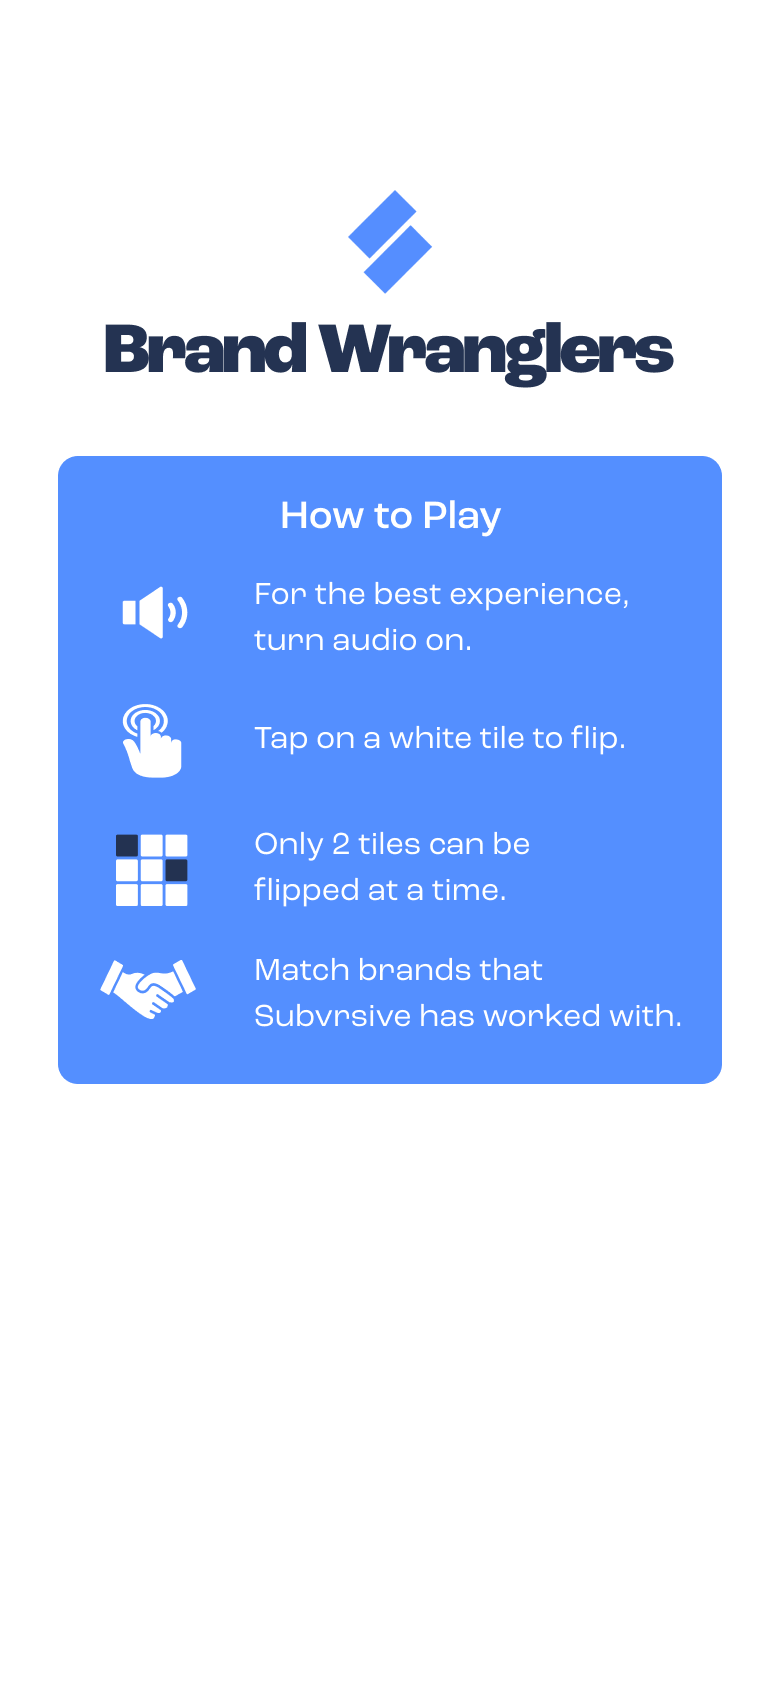 Brand Wranglers
How to Play
For the best experience,
turn audio on.
Tap on a white tile to flip.
Only 2 tiles can be
flipped at a time.
Match brands that
Subvrsive has worked with.